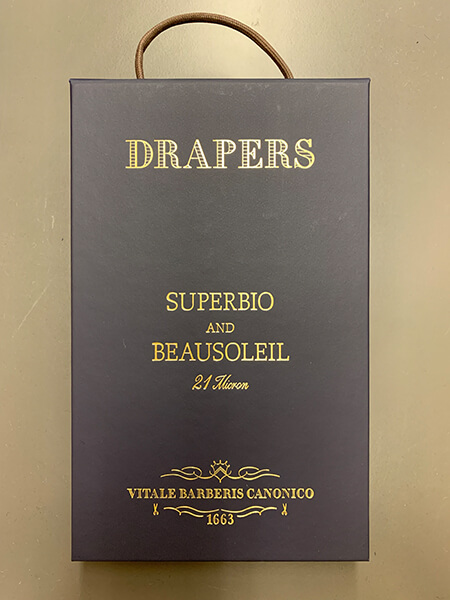 DRAPERS
SUPERBIO
AND
BEAUSOLEIL
21 Micron
VITALE BARBERIS CANONICO
1663